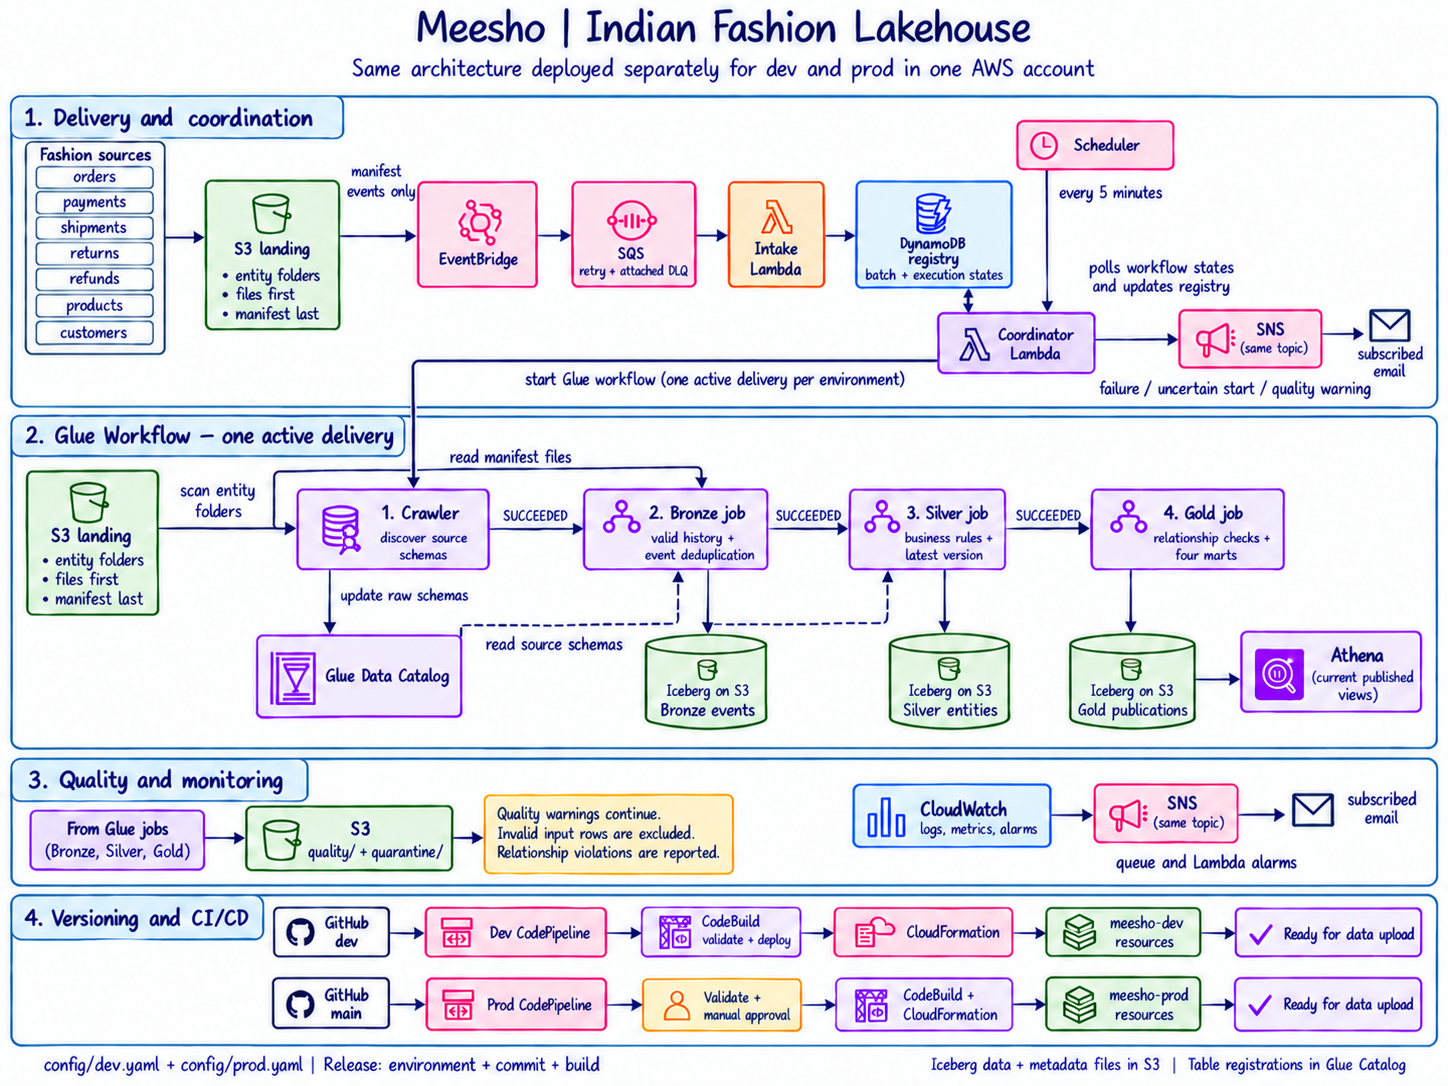 Meesho | Indian Fashion Lakehouse
Same architecture deployed separately for dev and prod in one AWS account
1. Delivery and coordination
Fashion sources
orders
payments
shipments
returns
refunds
products
customers
S3 landing
• entity folders
• files first
• manifest last
manifest
events only
EventBridge
SQS
retry + attached DLQ
Intake
Lambda
DynamoDB
registry
batch + execution states
Scheduler
every 5 minutes
polls workflow states
and updates registry
Coordinator
Lambda
SNS
(same topic)
subscribed
email
failure / uncertain start / quality warning
start Glue workflow (one active delivery per environment)
2. Glue Workflow – one active delivery
S3 landing
• entity folders
• files first
• manifest last
scan entity
folders
read manifest files
1. Crawler
discover source
schemas
SUCCEEDED
2. Bronze job
valid history +
event deduplication
SUCCEEDED
3. Silver job
business rules +
latest version
SUCCEEDED
4. Gold job
relationship checks +
four marts
update raw schemas
Glue Data Catalog
read source schemas
Iceberg on S3
Bronze events
Iceberg on S3
Silver entities
Iceberg on S3
Gold publications
Athena
(current published
views)
3. Quality and monitoring
From Glue jobs
(Bronze, Silver, Gold)
S3
quality/ + quarantine/
Quality warnings continue.
Invalid input rows are excluded.
Relationship violations are reported.
CloudWatch
logs, metrics, alarms
SNS
(same topic)
subscribed
email
queue and Lambda alarms
4. Versioning and CI/CD
GitHub
dev
Dev CodePipeline
CodeBuild
validate + deploy
CloudFormation
meesho-dev
resources
Ready for data upload
GitHub
main
Prod CodePipeline
Validate +
manual approval
CodeBuild +
CloudFormation
meesho-prod
resources
Ready for data upload
config/dev.yaml + config/prod.yaml | Release: environment + commit + build
Iceberg data + metadata files in S3 | Table registrations in Glue Catalog